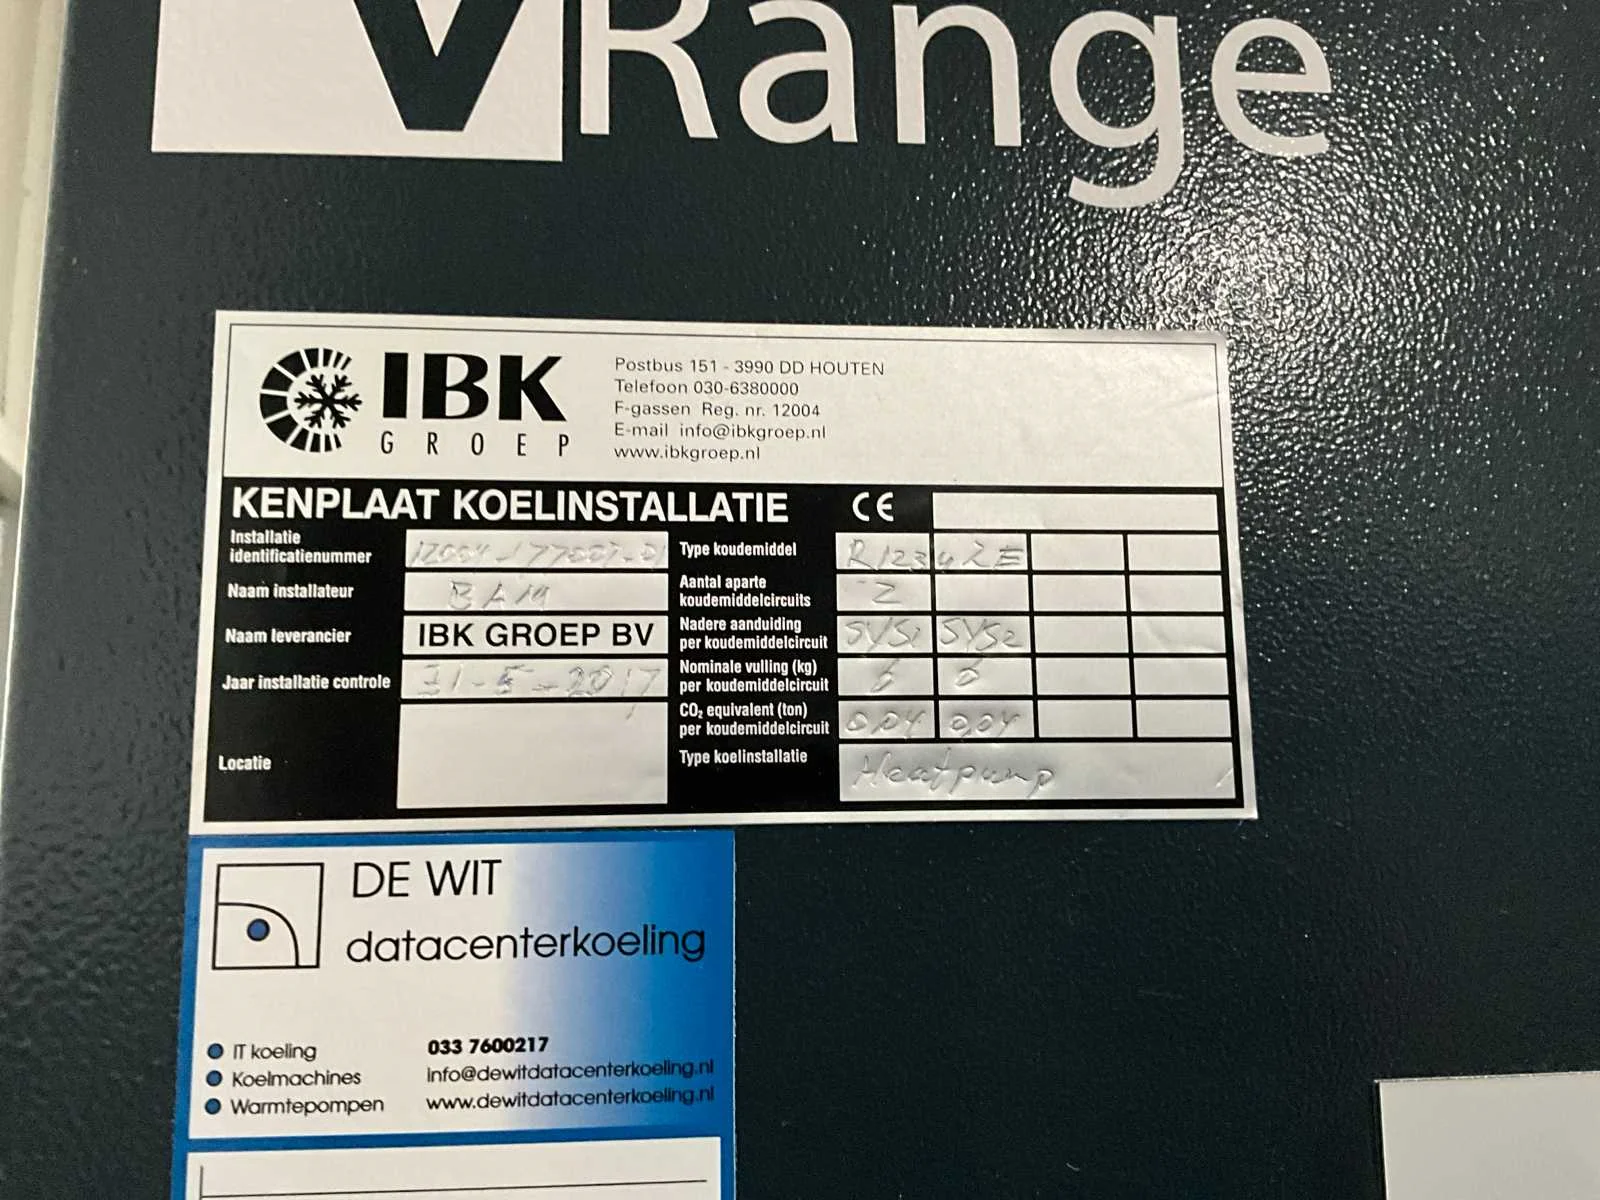 VRange
IBK
GROEP
Postbus 151 - 3990 DD HOUTEN
Telefoon 030-6380000
F-gassen Reg. nr. 12004
E-mail info@ibkgroep.nl
www.ibkgroep.nl
KENPLAAT KOELINSTALLATIE CE
Installatie
identificatienummer
Naam installateur BAM
Naam leverancier IBK GROEP BV
Jaar installatie controle 31-5-2017
Locatie
Type koudemiddel R1234ZE
Aantal aparte
koudemiddelcircuits 2
Nadere aanduiding
per koudemiddelcircuit SYS1 SYS2
Nominale vulling (kg)
per koudemiddelcircuit 6 6
CO₂ equivalent (ton)
per koudemiddelcircuit 0,04 0,04
Type koelinstallatie Heatpump
DE WIT
datacenterkoeling
IT koeling
Koelmachines
Warmtepompen
033 7600217
info@dewitdatacenterkoeling.nl
www.dewitdatacenterkoeling.nl